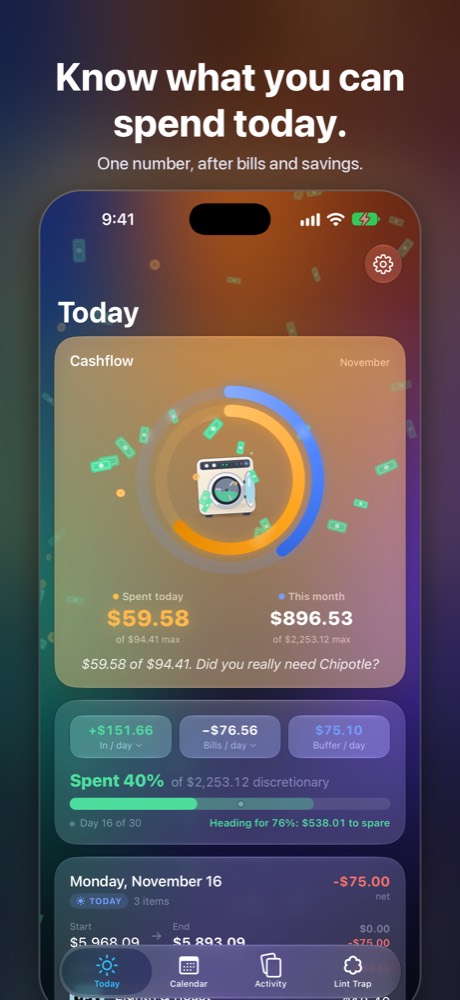 Know what you can
spend today.
One number, after bills and savings.
9:41
Today
Cashflow
November
Spent today
This month
$59.58
$896.53
of $94.41 max
of $2,253.12 max
$59.58 of $94.41. Did you really need Chipotle?
+$151.66
−$76.56
$75.10
In / day
Bills / day
Buffer / day
Spent 40% of $2,253.12 discretionary
Day 16 of 30
Heading for 76%: $538.01 to spare
Monday, November 16
-$75.00
TODAY
3 items
net
Start
End
$0.00
$5,968.09 → $5,893.09
-$75.00
Today
Calendar
Activity
Lint Trap